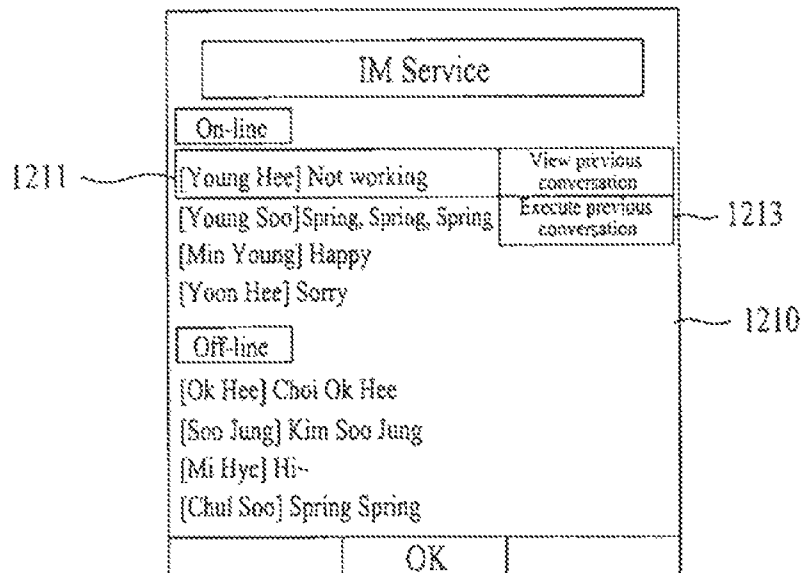 IM Service
On-line
1211
[Young Hee] Not working
View previous
conversation
[Young Soo]Spring, Spring, Spring
Execute previous
conversation
1213
[Min Young] Happy
[Yoon Hee] Sorry
1210
Off-line
[Ok Hee] Choi Ok Hee
[Soo Jung] Kim Soo Jung
[Mi Hye] Hi~
[Chul Soo] Spring Spring
OK